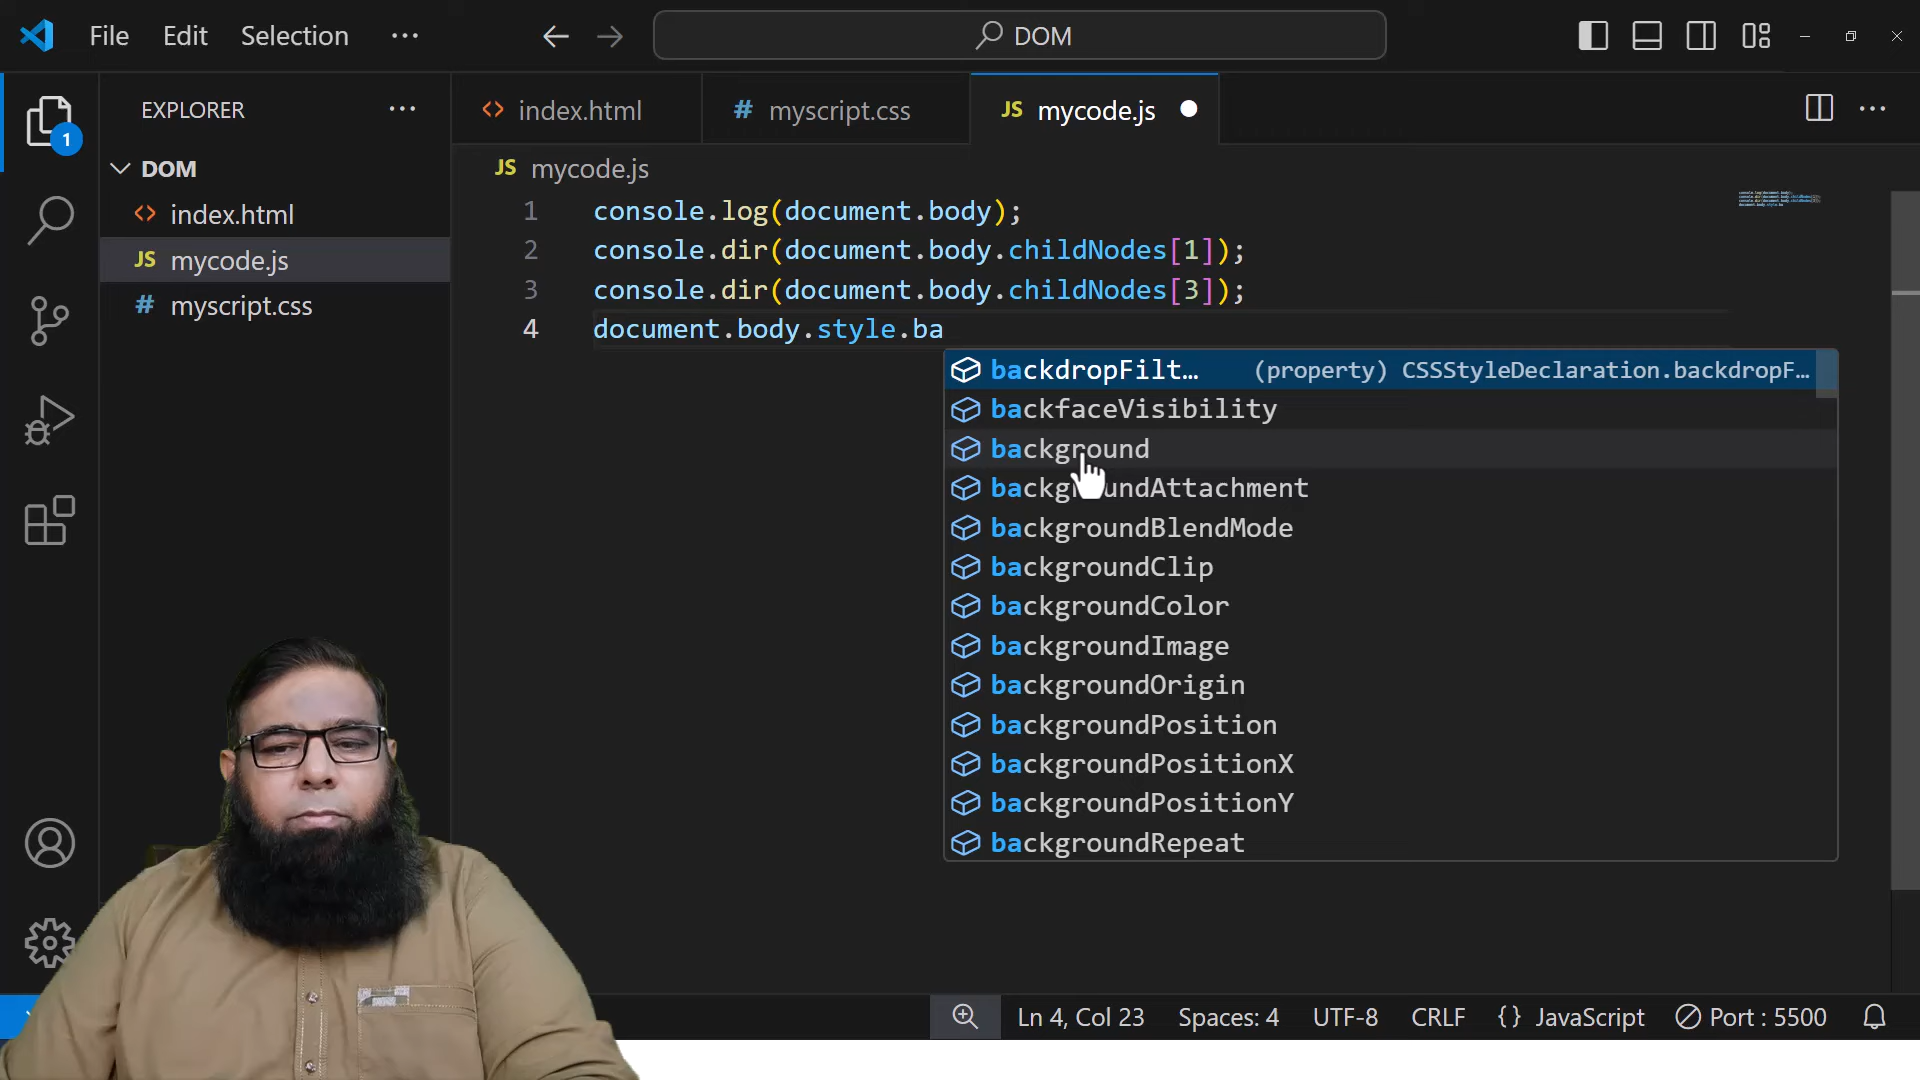 File Edit Selection ···
DOM
EXPLORER ···
index.html
myscript.css
JS mycode.js
1
DOM
index.html
JS mycode.js
# myscript.css
JS mycode.js
1 console.log(document.body);
2 console.dir(document.body.childNodes[1]);
3 console.dir(document.body.childNodes[3]);
4 document.body.style.ba
backdropFilt… (property) CSSStyleDeclaration.backdropF…
backfaceVisibility
background
backgroundAttachment
backgroundBlendMode
backgroundClip
backgroundColor
backgroundImage
backgroundOrigin
backgroundPosition
backgroundPositionX
backgroundPositionY
backgroundRepeat
Ln 4, Col 23 Spaces: 4 UTF-8 CRLF {} JavaScript Port : 5500